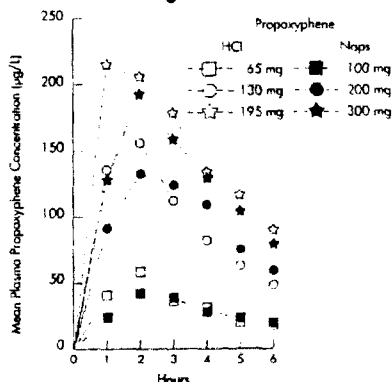 Propoxyphene
HCl Naps
65 mg 100 mg
130 mg 200 mg
195 mg 300 mg
Mean Plasma Propoxyphene Concentration (µg/L)
250
200
150
100
50
0
0 1 2 3 4 5 6
Hours